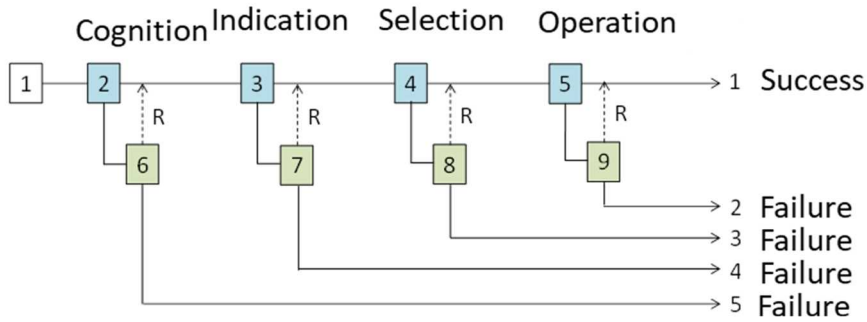 Cognition Indication Selection Operation
1 2 3 4 5 1 Success
R R R R
6 7 8 9
2 Failure
3 Failure
4 Failure
5 Failure